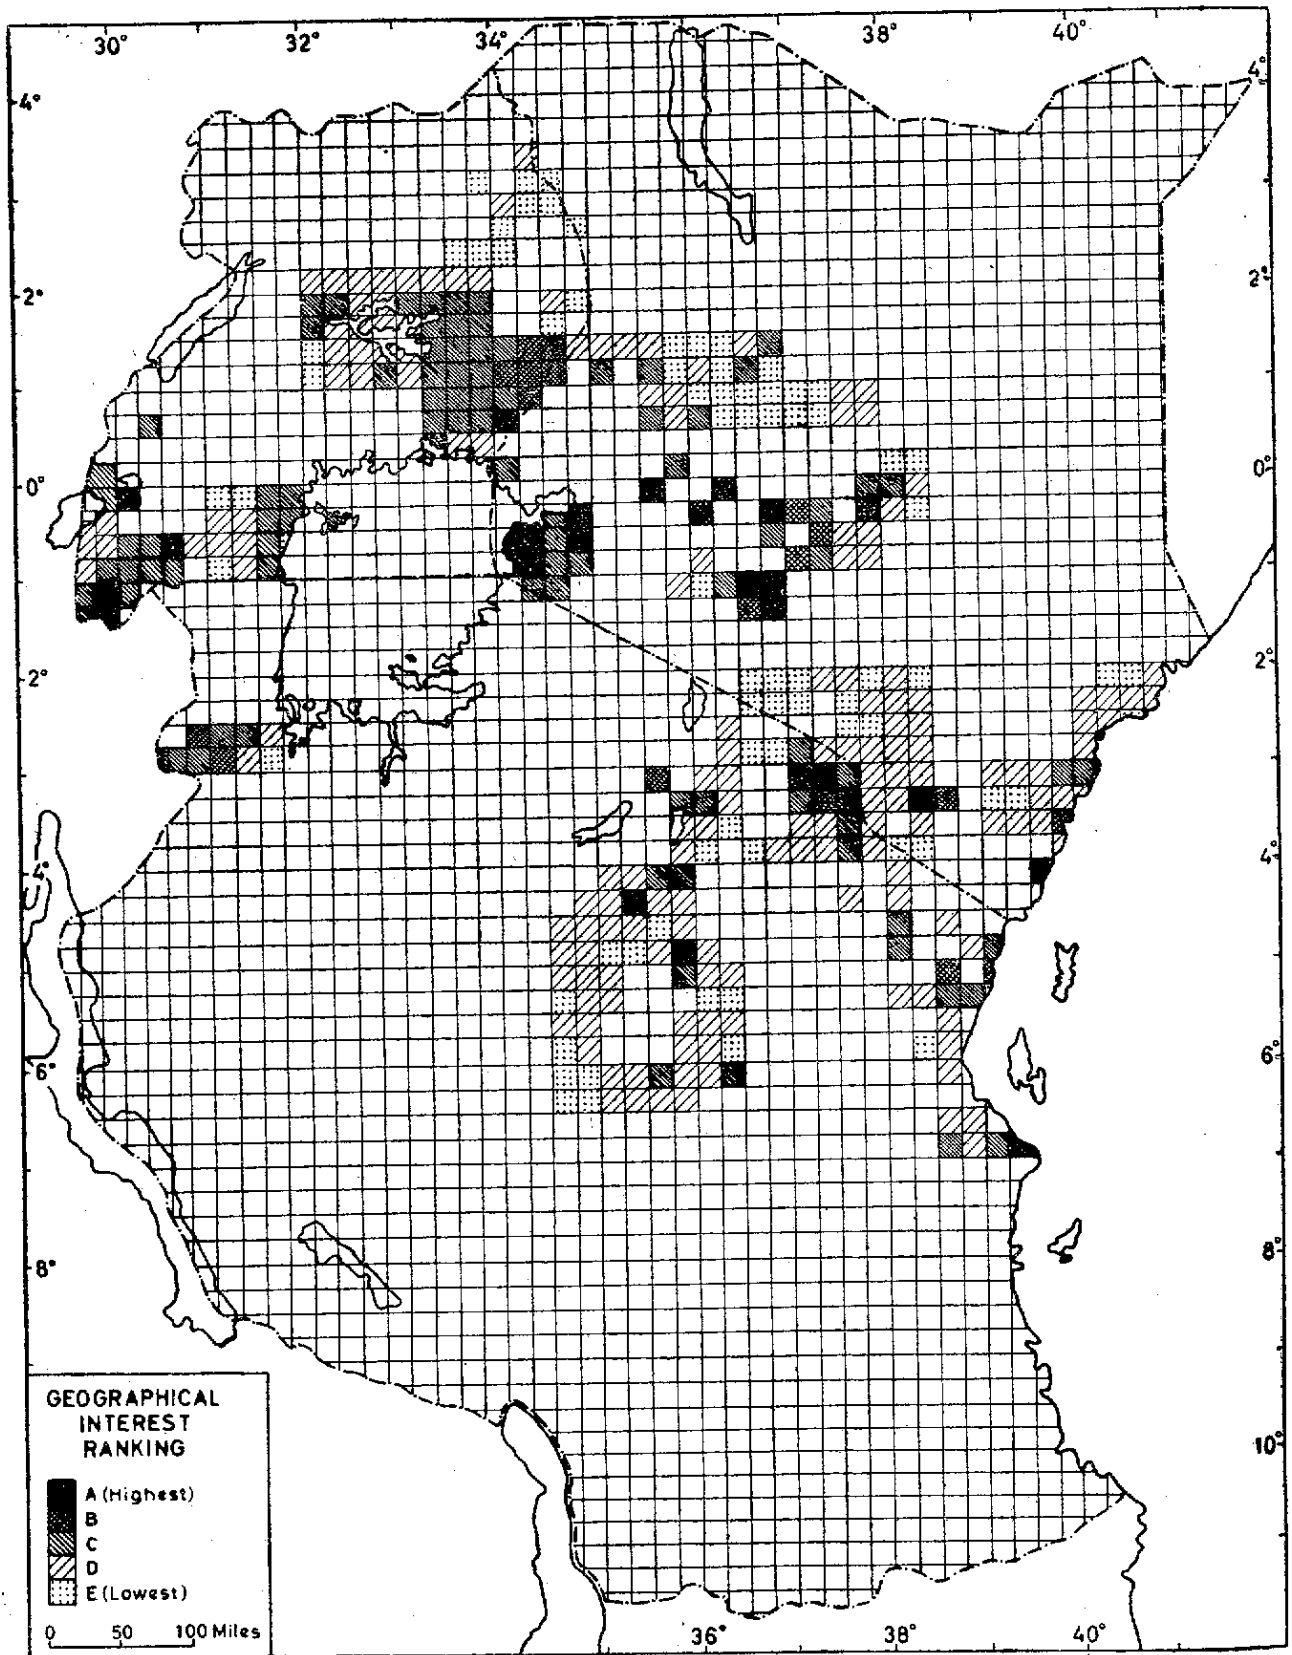 30° 32° 34° 38° 40°
4° 4°
2° 2°
0° 0°
2° 2°
4° 4°
6° 6°
8° 8°
10°
GEOGRAPHICAL
INTEREST
RANKING
A (Highest)
B
C
D
E (Lowest)
0 50 100 Miles
36° 38° 40°